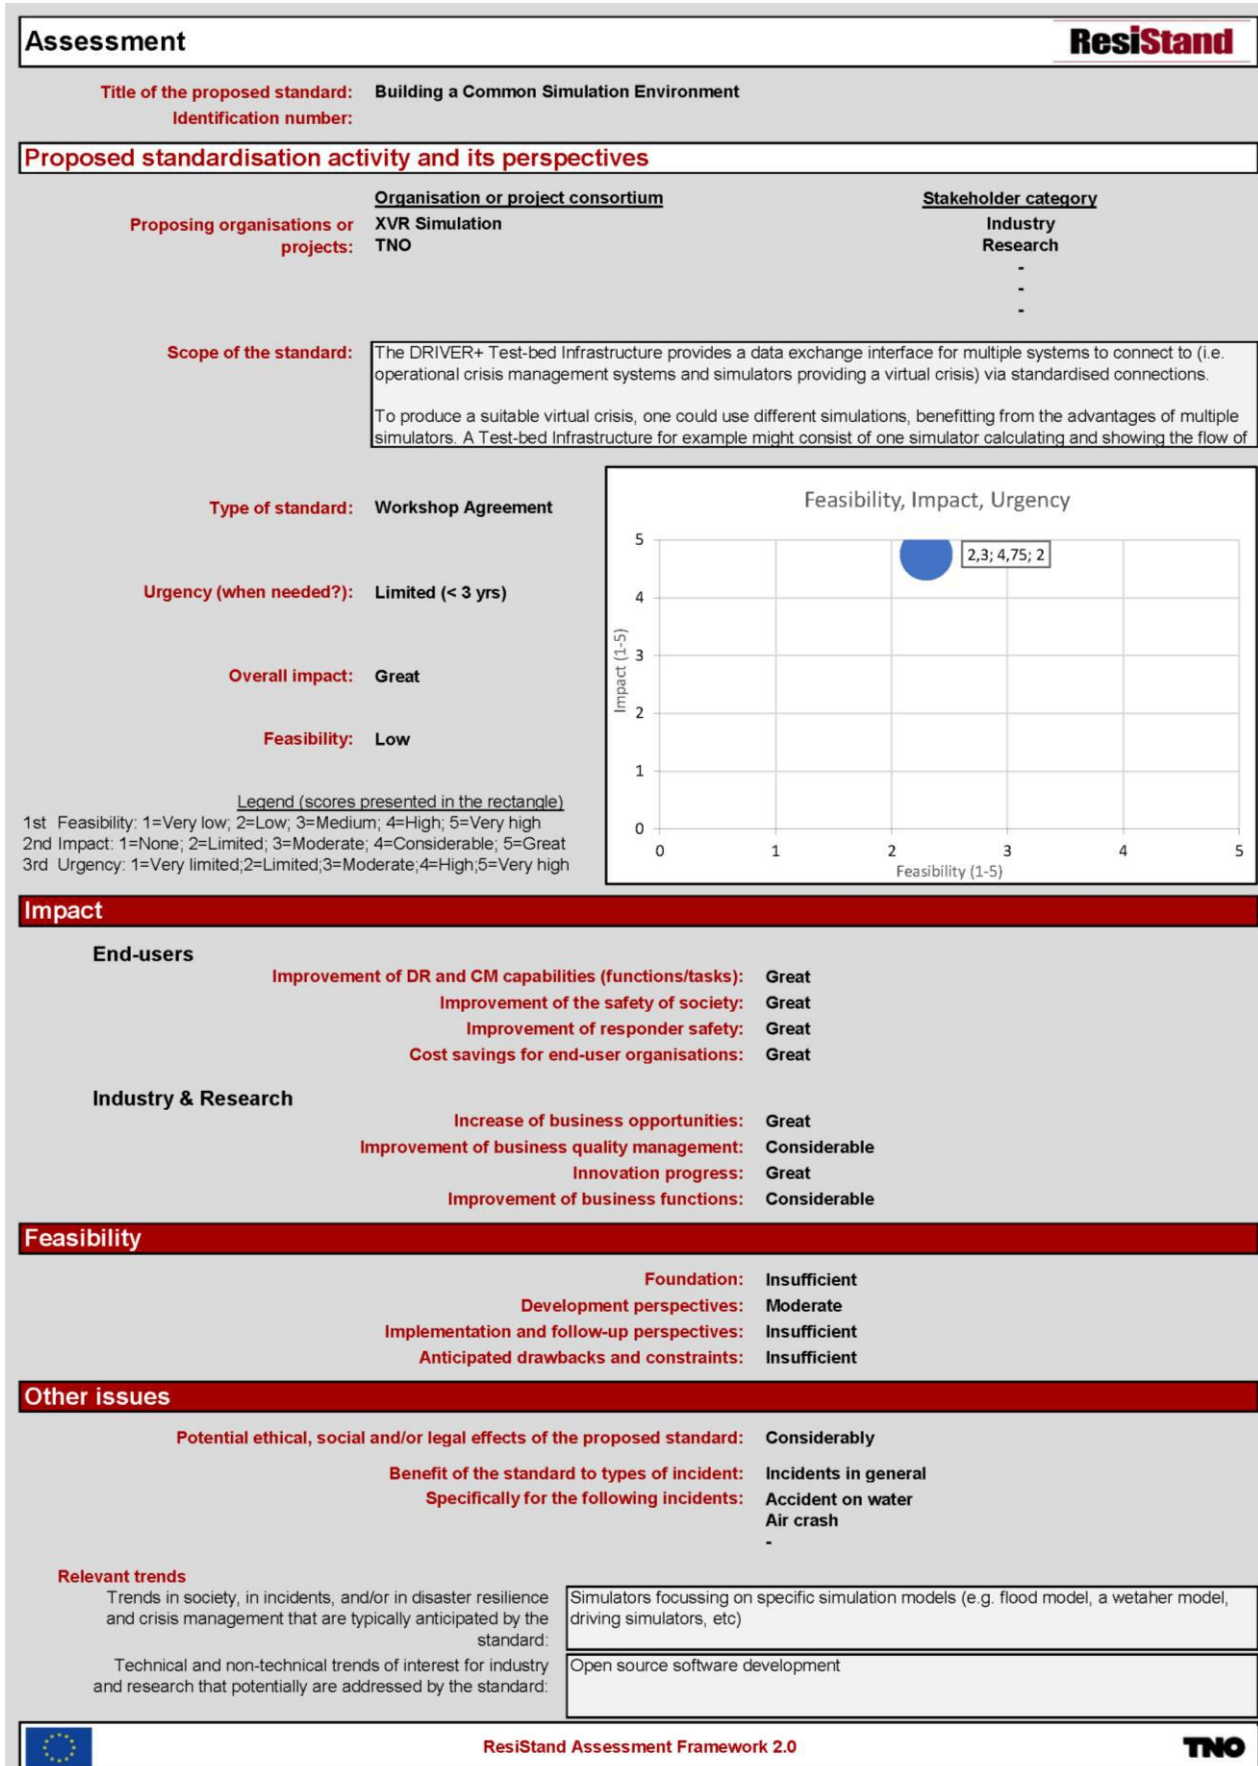 Assessment
ResiStand
Title of the proposed standard: Building a Common Simulation Environment
Identification number:
Proposed standardisation activity and its perspectives
Organisation or project consortium Stakeholder category
Proposing organisations or XVR Simulation Industry
projects: TNO Research
-
-
-
Scope of the standard: The DRIVER+ Test-bed Infrastructure provides a data exchange interface for multiple systems to connect to (i.e.
operational crisis management systems and simulators providing a virtual crisis) via standardised connections.
To produce a suitable virtual crisis, one could use different simulations, benefitting from the advantages of multiple
simulators. A Test-bed Infrastructure for example might consist of one simulator calculating and showing the flow of
Type of standard: Workshop Agreement
Urgency (when needed?): Limited (< 3 yrs)
Overall impact: Great
Feasibility: Low
Legend (scores presented in the rectangle)
1st Feasibility: 1=Very low; 2=Low; 3=Medium; 4=High; 5=Very high
2nd Impact: 1=None; 2=Limited; 3=Moderate; 4=Considerable; 5=Great
3rd Urgency: 1=Very limited;2=Limited;3=Moderate;4=High;5=Very high
Feasibility, Impact, Urgency
5
2,3; 4,75; 2
4
3
2
1
0
Impact (1-5)
0 1 2 3 4 5
Feasibility (1-5)
Impact
End-users
Improvement of DR and CM capabilities (functions/tasks): Great
Improvement of the safety of society: Great
Improvement of responder safety: Great
Cost savings for end-user organisations: Great
Industry & Research
Increase of business opportunities: Great
Improvement of business quality management: Considerable
Innovation progress: Great
Improvement of business functions: Considerable
Feasibility
Foundation: Insufficient
Development perspectives: Moderate
Implementation and follow-up perspectives: Insufficient
Anticipated drawbacks and constraints: Insufficient
Other issues
Potential ethical, social and/or legal effects of the proposed standard: Considerably
Benefit of the standard to types of incident: Incidents in general
Specifically for the following incidents: Accident on water
Air crash
-
Relevant trends
Trends in society, in incidents, and/or in disaster resilience
and crisis management that are typically anticipated by the
standard:
Simulators focussing on specific simulation models (e.g. flood model, a wetaher model,
driving simulators, etc)
Technical and non-technical trends of interest for industry
and research that potentially are addressed by the standard:
Open source software development
ResiStand Assessment Framework 2.0
TNO